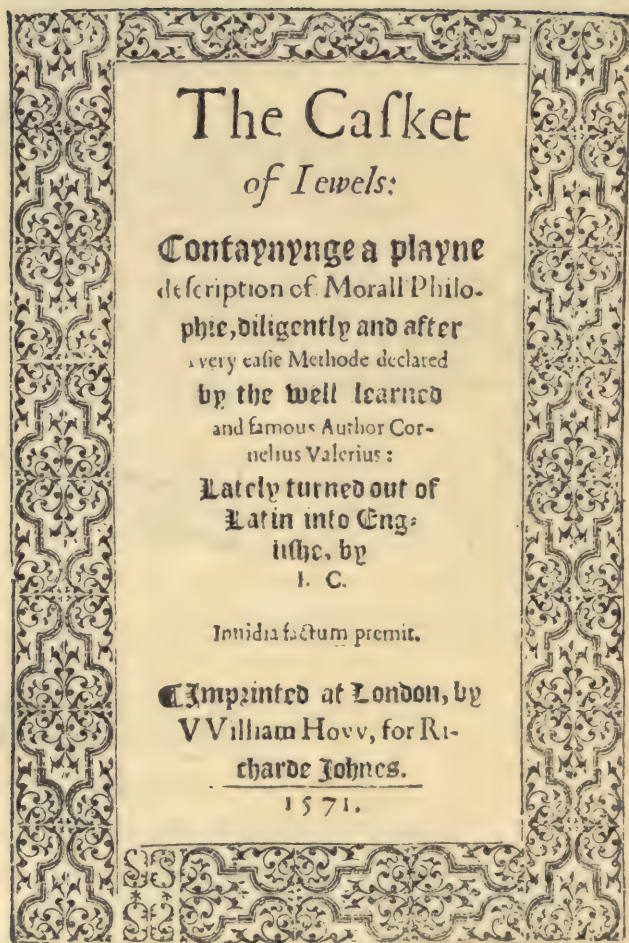 The Caſket
of Iewels:
Contaynynge a playne
deſcription of Morall Philo-
phie, diligently and after
a very eaſie Methode declared
by the well learned
and famous Author Cor-
nelius Valerius:
Lately turned out of
Latin into Eng-
liſhe, by
I. C.
Inuidia factum premit.
¶Imprinted at London, by
VVilliam Hovv, for Ri-
charde Johnes.
1571.